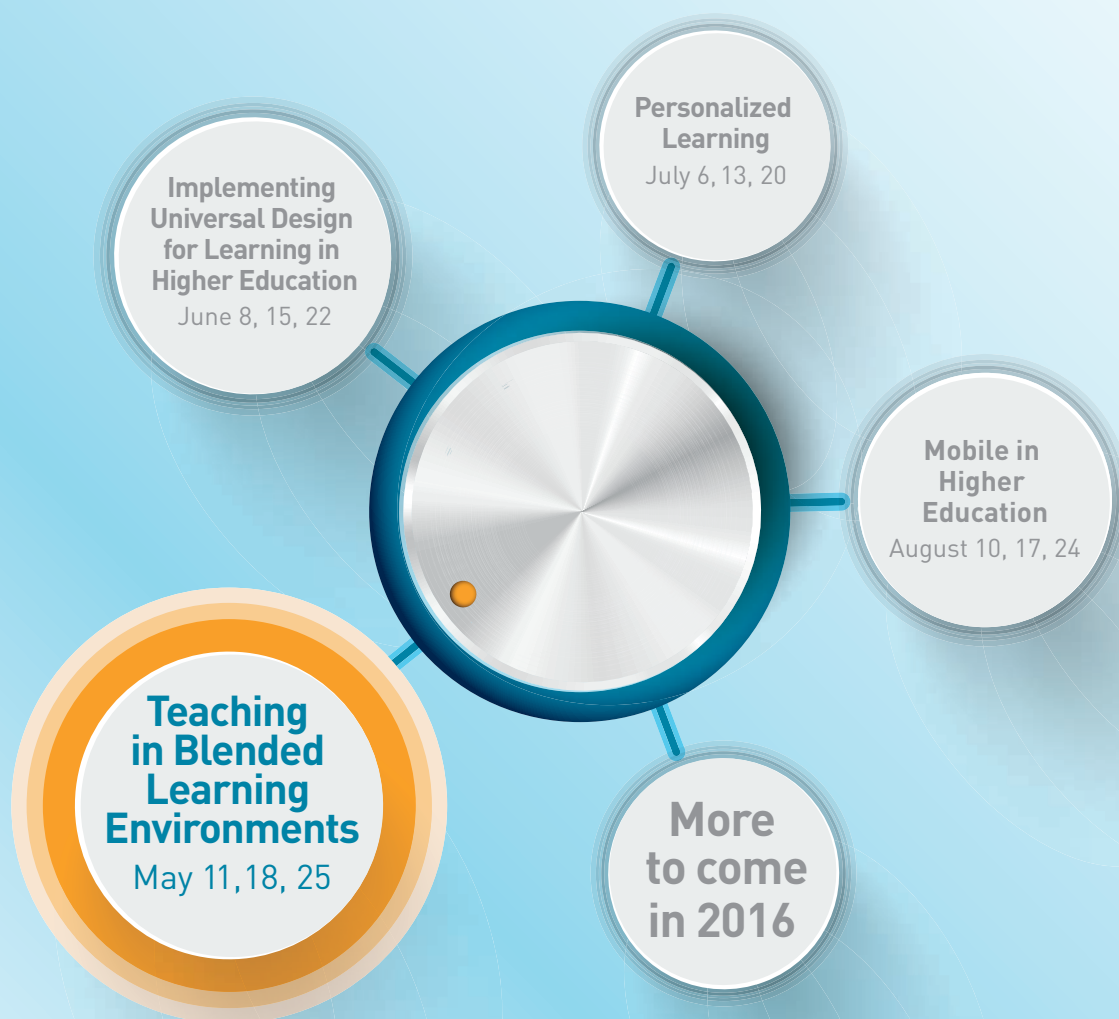 Personalized
Learning
July 6, 13, 20
Implementing
Universal Design
for Learning in
Higher Education
June 8, 15, 22
Mobile in
Higher
Education
August 10, 17, 24
Teaching
in Blended
Learning
Environments
May 11,18, 25
More
to come
in 2016